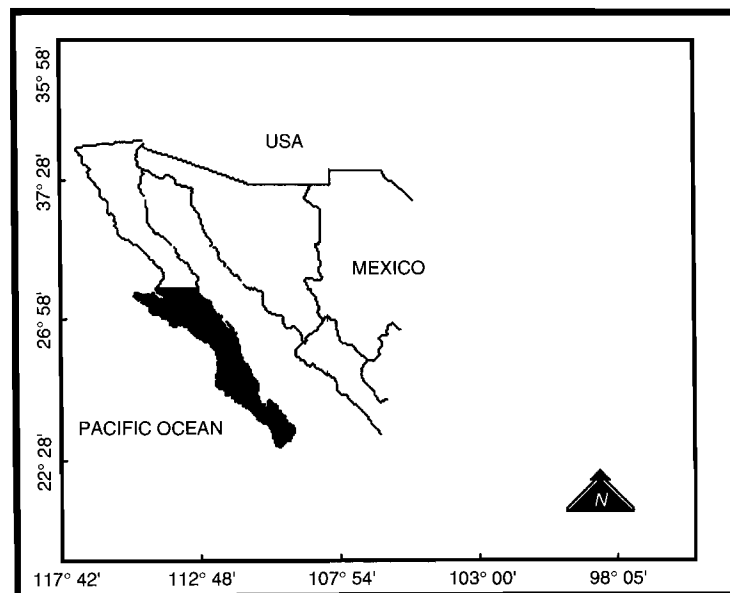 35° 58'
USA
37° 28'
MEXICO
26° 58'
PACIFIC OCEAN
22° 28'
N
117° 42' 112° 48' 107° 54' 103° 00' 98° 05'